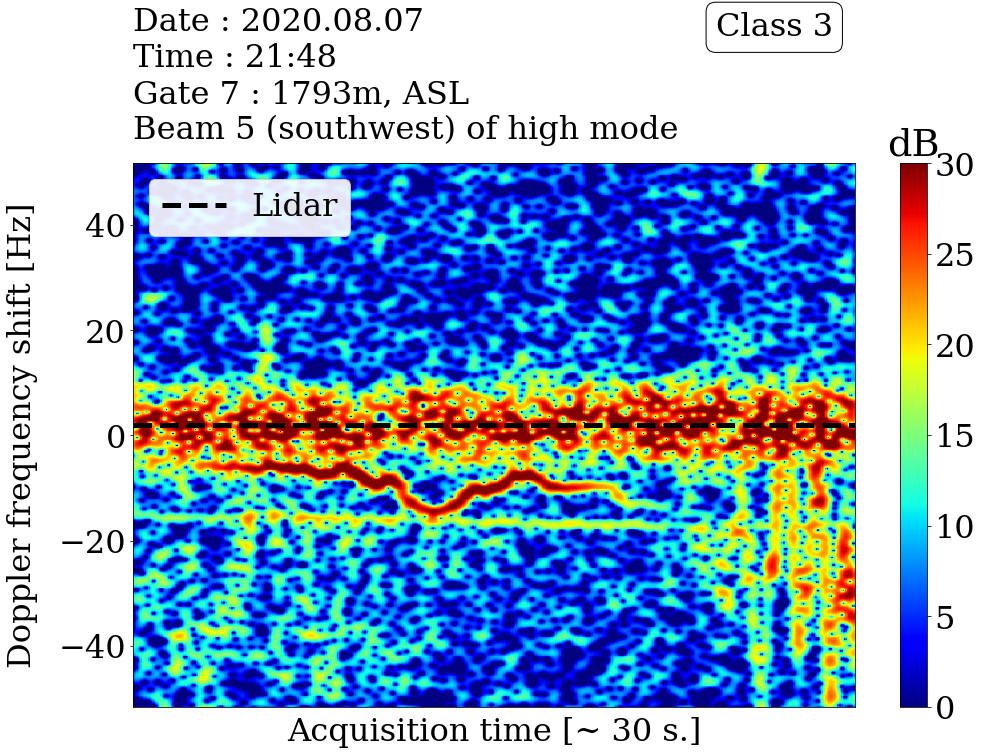 Date : 2020.08.07
Time : 21:48
Gate 7 : 1793m, ASL
Beam 5 (southwest) of high mode
Class 3
dB
Lidar
Doppler frequency shift [Hz]
40
20
0
−20
−40
30
25
20
15
10
5
0
Acquisition time [~ 30 s.]